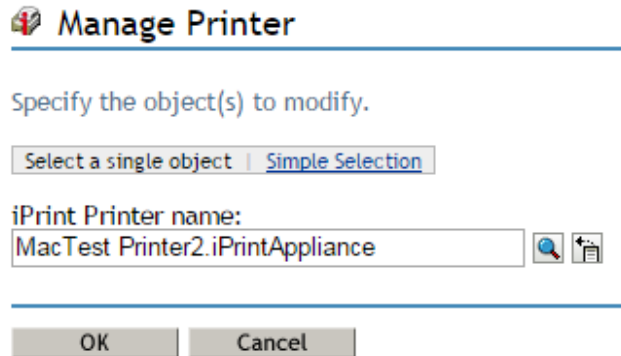 Manage Printer
Specify the object(s) to modify.
Select a single object | Simple Selection
iPrint Printer name:
MacTest Printer2.iPrintAppliance
OK Cancel